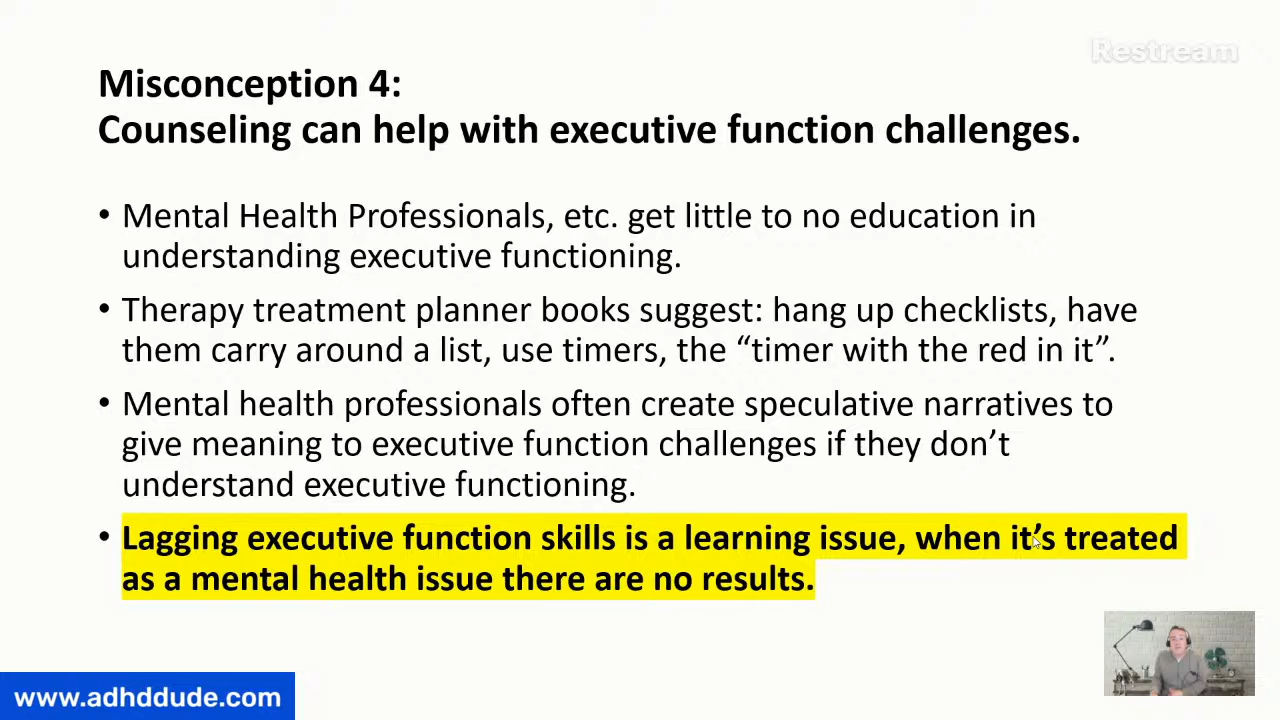 Restream
Misconception 4:
Counseling can help with executive function challenges.
• Mental Health Professionals, etc. get little to no education in
understanding executive functioning.
• Therapy treatment planner books suggest: hang up checklists, have
them carry around a list, use timers, the “timer with the red in it”.
• Mental health professionals often create speculative narratives to
give meaning to executive function challenges if they don’t
understand executive functioning.
• Lagging executive function skills is a learning issue, when it’s treated
as a mental health issue there are no results.
www.adhddude.com